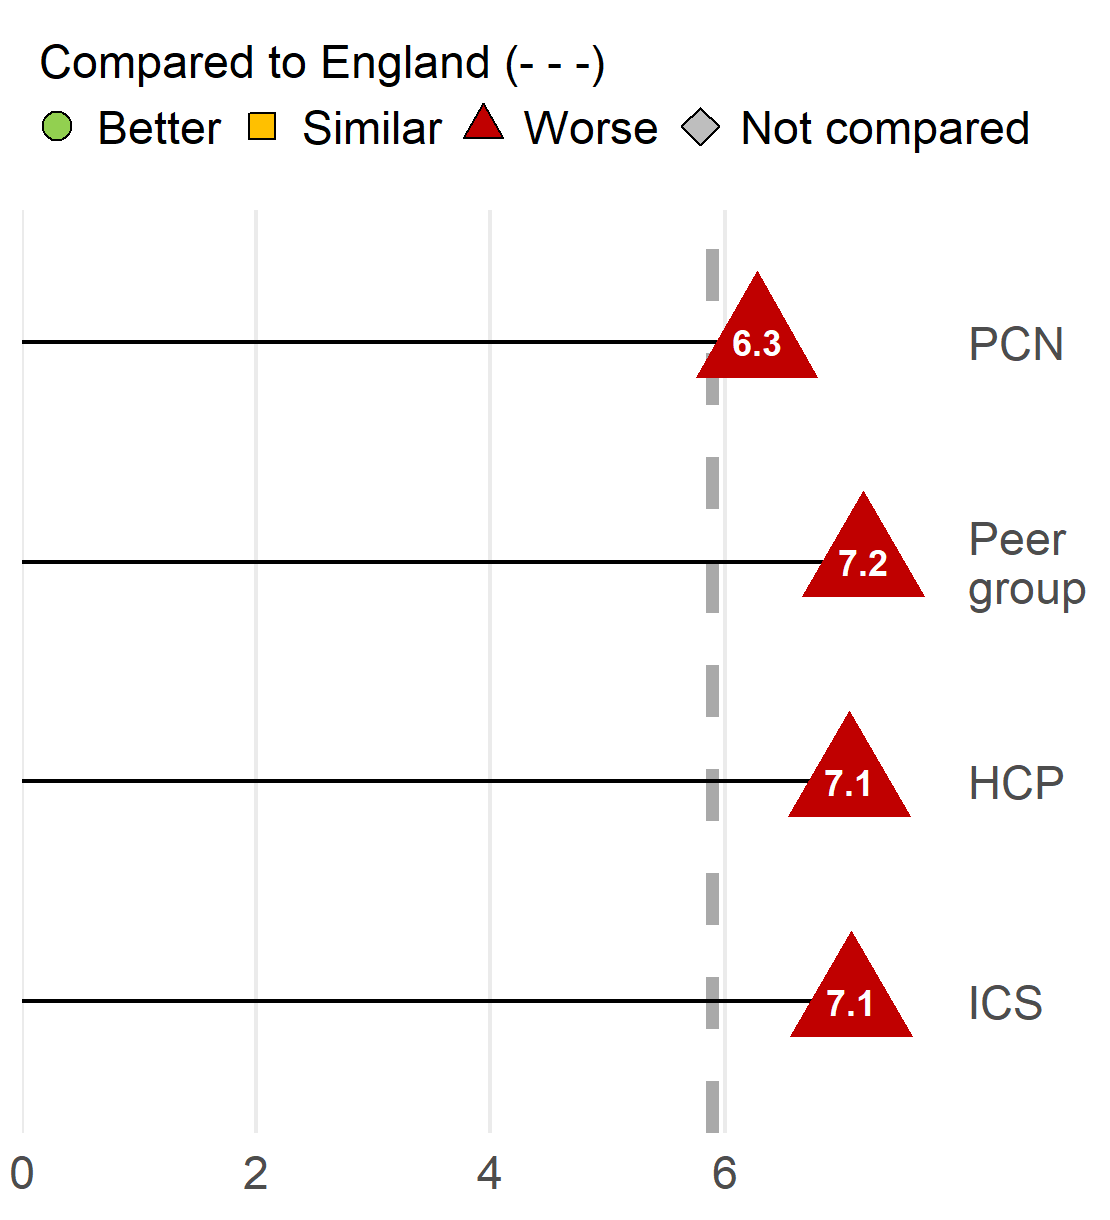 Compared to England (- - -)
Better Similar Worse Not compared
6.3 PCN
7.2 Peer
group
7.1 HCP
7.1 ICS
0 2 4 6